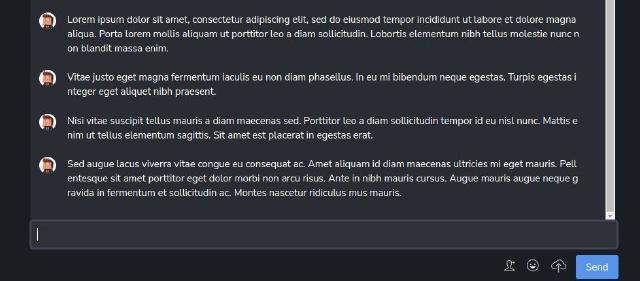 Lorem ipsum dolor sit amet, consectetur adipiscing elit, sed do eiusmod tempor incididunt ut labore et dolore magna
aliqua. Porta lorem mollis aliquam ut porttitor leo a diam sollicitudin. Lobortis elementum nibh tellus molestie nunc n
on blandit massa enim.
Vitae justo eget magna fermentum iaculis eu non diam phasellus. In eu mi bibendum neque egestas. Turpis egestas i
nteger eget aliquet nibh praesent.
Nisi vitae suscipit tellus mauris a diam maecenas sed. Porttitor leo a diam sollicitudin tempor id eu nisl nunc. Mattis e
nim ut tellus elementum sagittis. Sit amet est placerat in egestas erat.
Sed augue lacus viverra vitae congue eu consequat ac. Amet aliquam id diam maecenas ultricies mi eget mauris. Pell
entesque sit amet porttitor eget dolor morbi non arcu risus. Ante in nibh mauris cursus. Augue mauris augue neque g
ravida in fermentum et sollicitudin ac. Montes nascetur ridiculus mus mauris.
Send